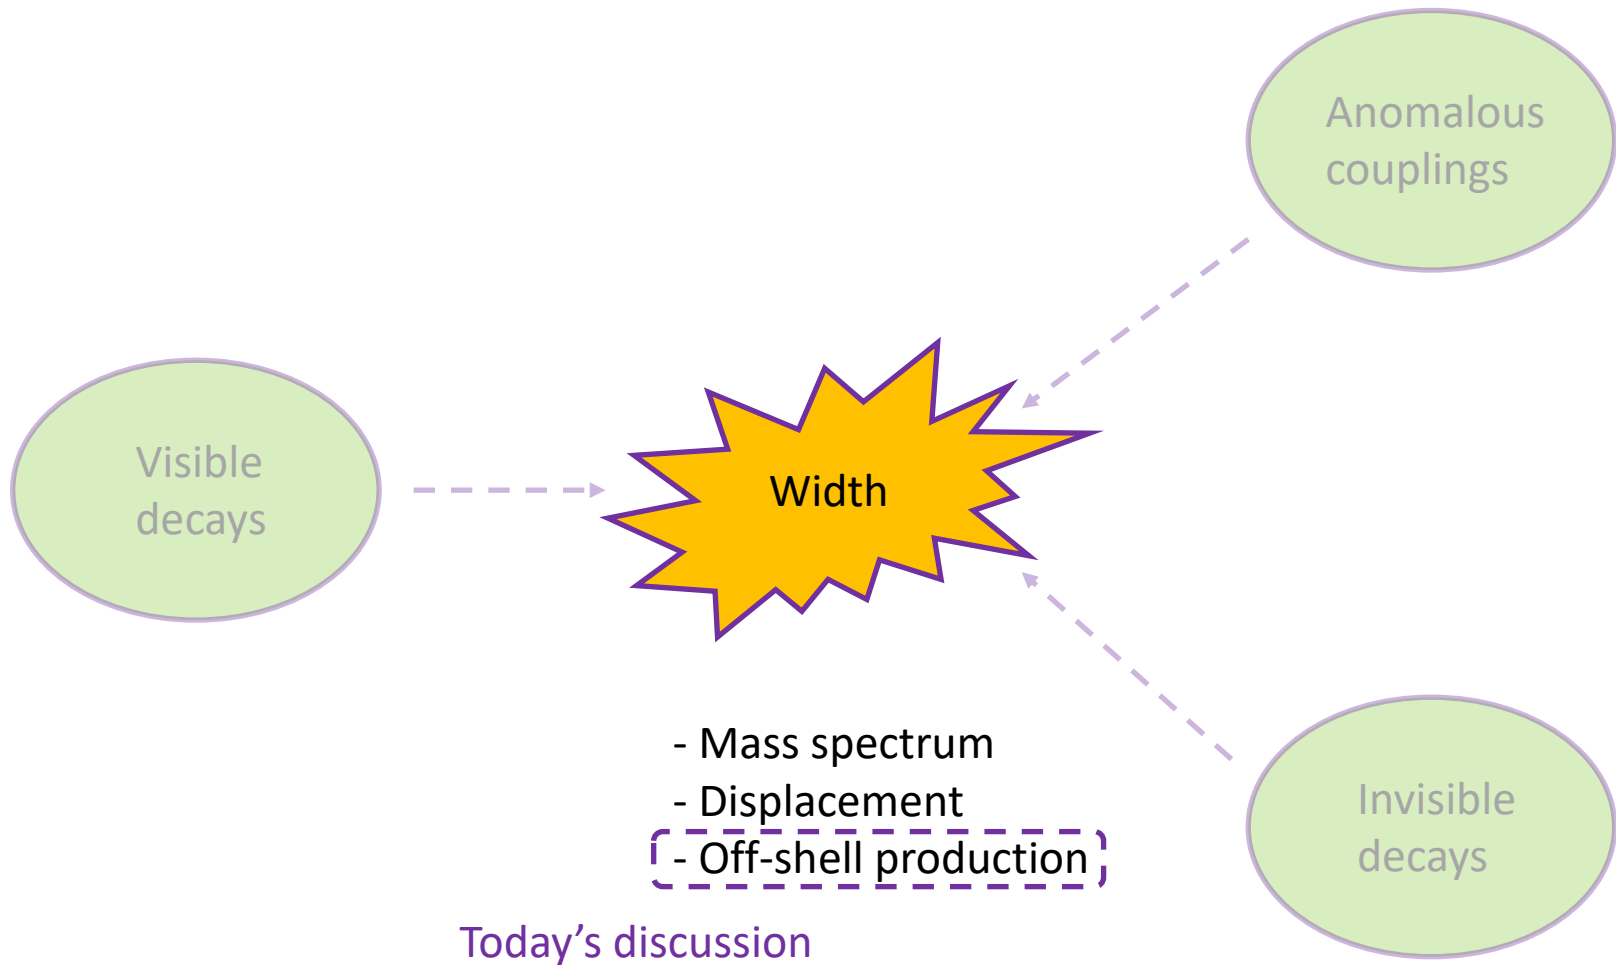 Anomalous
couplings
Visible
decays
Width
- Mass spectrum
- Displacement
- Off-shell production
Invisible
decays
Today’s discussion